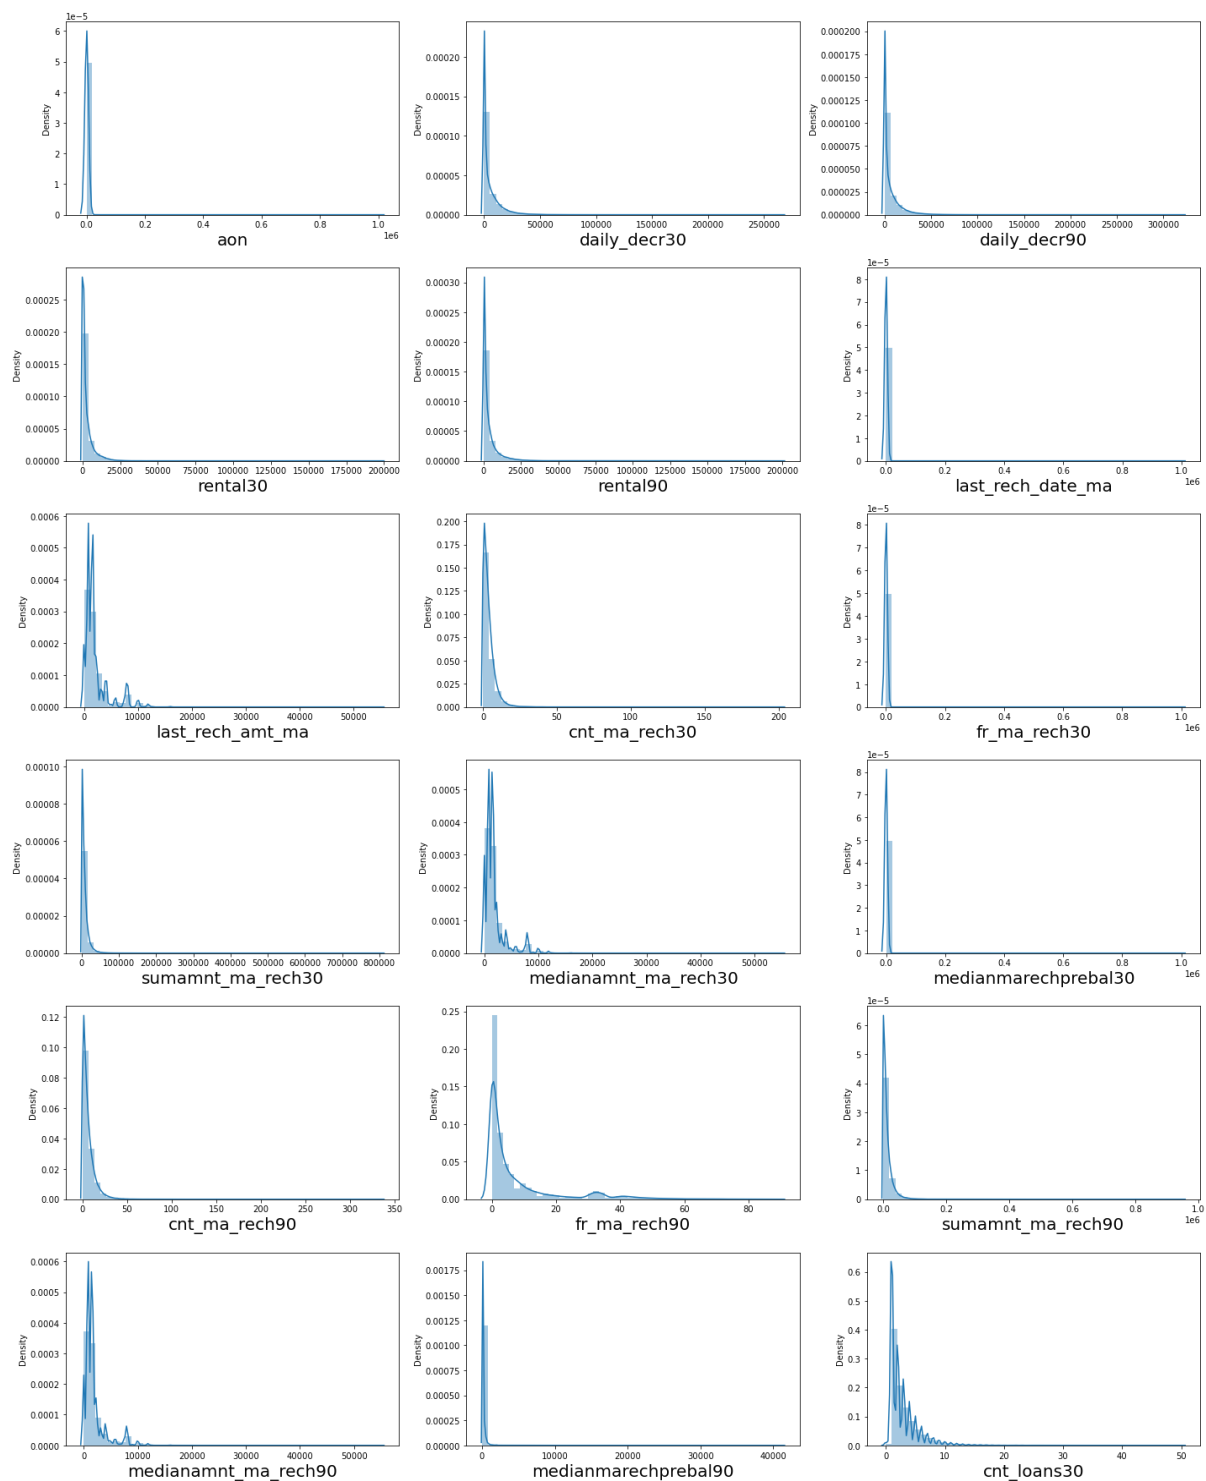 1e−5
6
5
4
3
2
1
0
Density
0.0 0.2 0.4 0.6 0.8 1.0
1e6
aon
0.00020
0.00015
0.00010
0.00005
0.00000
Density
0 50000 100000 150000 200000 250000
daily_decr30
0.000200
0.000175
0.000150
0.000125
0.000100
0.000075
0.000050
0.000025
0.000000
Density
0 50000 100000 150000 200000 250000 300000
daily_decr90
0.00025
0.00020
0.00015
0.00010
0.00005
0.00000
Density
0 25000 50000 75000 100000 125000 150000 175000 200000
rental30
0.00030
0.00025
0.00020
0.00015
0.00010
0.00005
0.00000
Density
0 25000 50000 75000 100000 125000 150000 175000 200000
rental90
1e−5
8
7
6
5
4
3
2
1
0
Density
0.0 0.2 0.4 0.6 0.8 1.0
1e6
last_rech_date_ma
0.0006
0.0005
0.0004
0.0003
0.0002
0.0001
0.0000
Density
0 10000 20000 30000 40000 50000
last_rech_amt_ma
0.200
0.175
0.150
0.125
0.100
0.075
0.050
0.025
0.000
Density
0 50 100 150 200
cnt_ma_rech30
1e−5
8
7
6
5
4
3
2
1
0
Density
0.0 0.2 0.4 0.6 0.8 1.0
1e6
fr_ma_rech30
0.00010
0.00008
0.00006
0.00004
0.00002
0.00000
Density
0 100000 200000 300000 400000 500000 600000 700000 800000
sumamnt_ma_rech30
0.0005
0.0004
0.0003
0.0002
0.0001
0.0000
Density
0 10000 20000 30000 40000 50000
medianamnt_ma_rech30
1e−5
8
7
6
5
4
3
2
1
0
Density
0.0 0.2 0.4 0.6 0.8 1.0
1e6
medianmarechprebal30
0.12
0.10
0.08
0.06
0.04
0.02
0.00
Density
0 50 100 150 200 250 300 350
cnt_ma_rech90
0.25
0.20
0.15
0.10
0.05
0.00
Density
0 20 40 60 80
fr_ma_rech90
1e−5
6
5
4
3
2
1
0
Density
0.0 0.2 0.4 0.6 0.8 1.0
1e6
sumamnt_ma_rech90
0.0006
0.0005
0.0004
0.0003
0.0002
0.0001
0.0000
Density
0 10000 20000 30000 40000 50000
medianamnt_ma_rech90
0.00175
0.00150
0.00125
0.00100
0.00075
0.00050
0.00025
0.00000
Density
0 10000 20000 30000 40000
medianmarechprebal90
0.6
0.5
0.4
0.3
0.2
0.1
0.0
Density
0 10 20 30 40 50
cnt_loans30